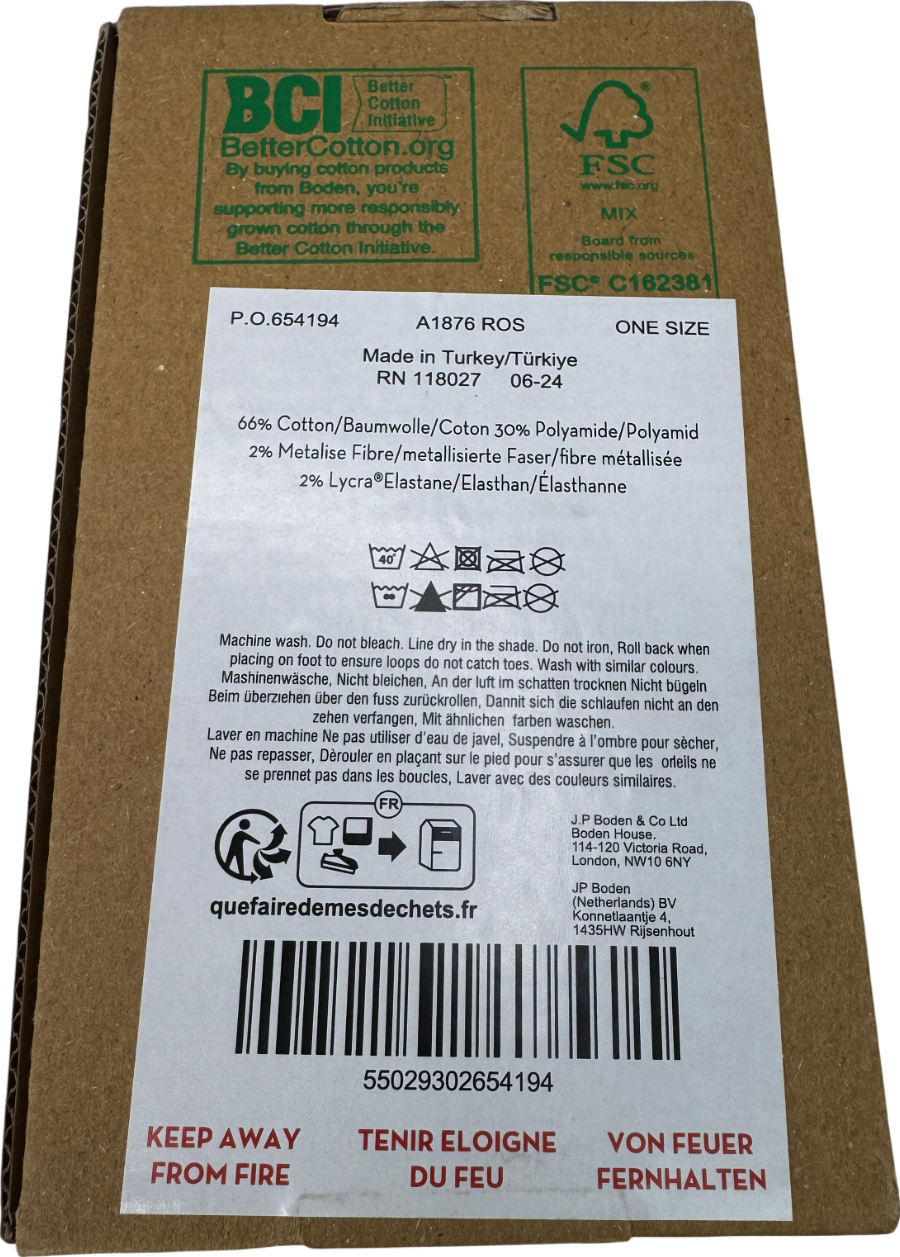 BCI
Better
Cotton
Initiative™
BetterCotton.org
By buying cotton products
from Boden, you're
supporting more responsibly
grown cotton through the
Better Cotton Initiative.
®
FSC
www.fsc.org
MIX
Board from
responsible sources
FSC® C162381
P.O.654194 A1876 ROS ONE SIZE
Made in Turkey/Türkiye
RN 118027 06-24
66% Cotton/Baumwolle/Coton 30% Polyamide/Polyamid
2% Metalise Fibre/metallisierte Faser/fibre métallisée
2% Lycra®Elastane/Elasthan/Élasthanne
40°
Machine wash. Do not bleach. Line dry in the shade. Do not iron, Roll back when
placing on foot to ensure loops do not catch toes. Wash with similar colours.
Mashinenwäsche, Nicht bleichen, An der luft im schatten trocknen Nicht bügeln
Beim überziehen über den fuss zurückrollen, Dannit sich die schlaufen nicht an den
zehen verfangen, Mit ähnlichen farben waschen.
Laver en machine Ne pas utiliser d'eau de javel, Suspendre à l'ombre pour sècher,
Ne pas repasser, Dèrouler en plaçant sur le pied pour s'assurer que les orleils ne
se prennet pas dans les boucles, Laver avec des couleurs similaires.
FR
quefairedemesdechets.fr
J.P Boden & Co Ltd
Boden House.
114-120 Victoria Road,
London, NW10 6NY
JP Boden
(Netherlands) BV
Konnetlaantje 4,
1435HW Rijsenhout
55029302654194
KEEP AWAY
FROM FIRE
TENIR ELOIGNE
DU FEU
VON FEUER
FERNHALTEN